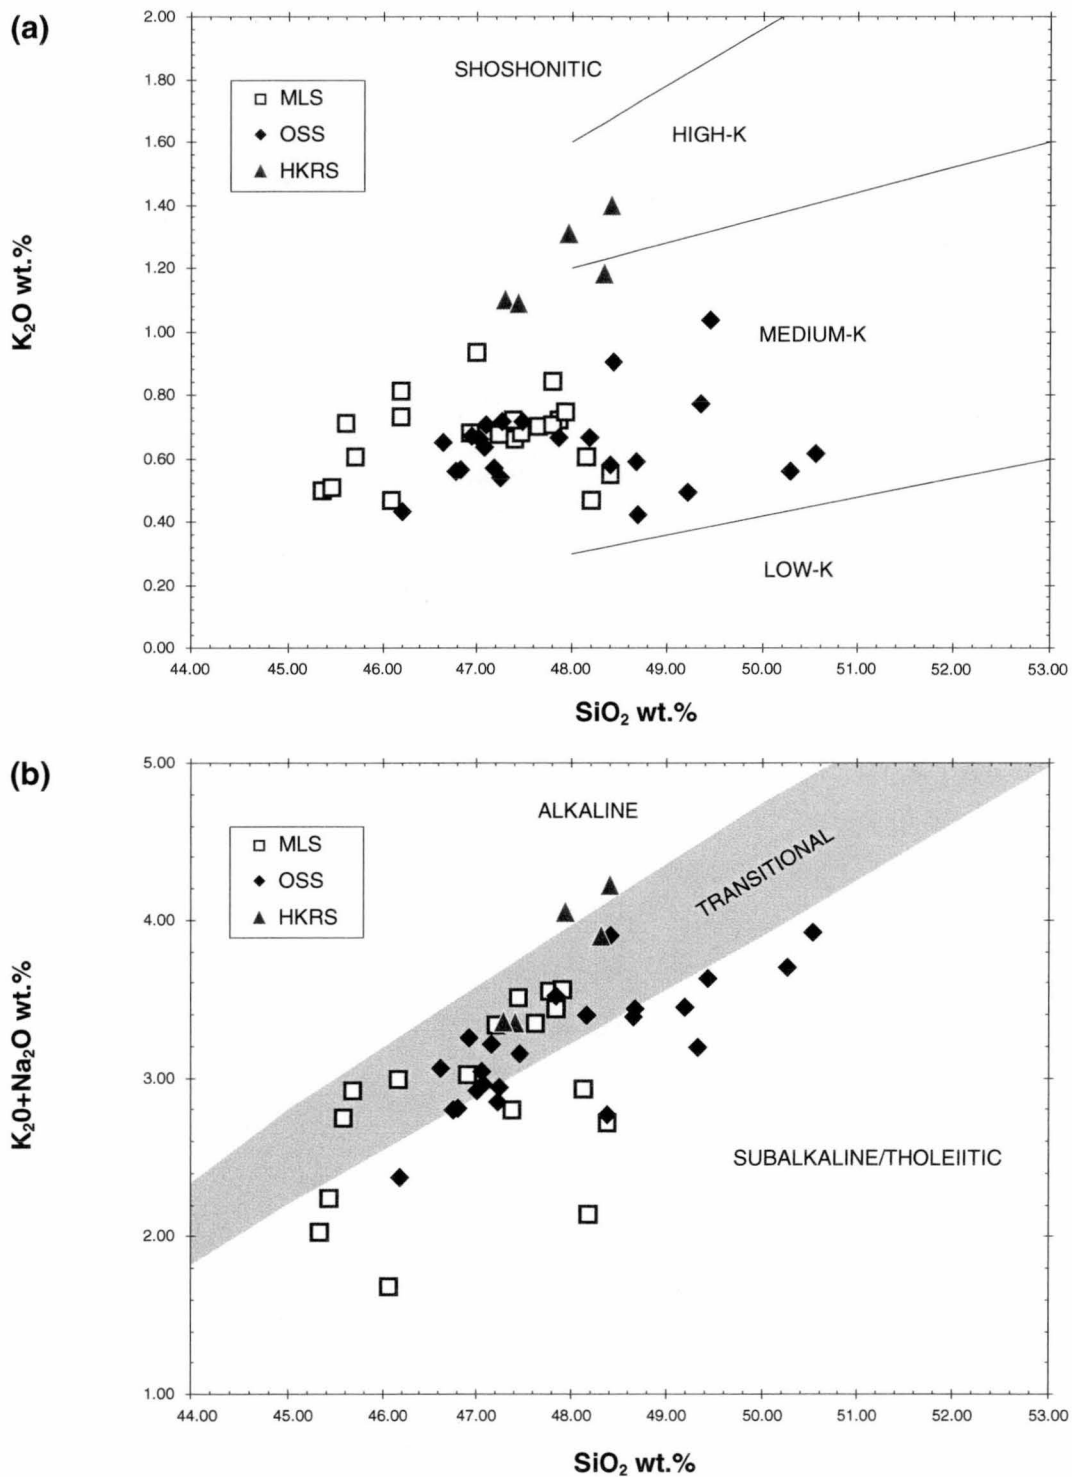 (a)
2.00
1.80
1.60
1.40
1.20
1.00
0.80
0.60
0.40
0.20
0.00
K₂O wt.%
MLS
OSS
HKRS
SHOSHONITIC
HIGH-K
MEDIUM-K
LOW-K
44.00 45.00 46.00 47.00 48.00 49.00 50.00 51.00 52.00 53.00
SiO₂ wt.%
(b)
5.00
4.00
3.00
2.00
1.00
K₂0+Na₂O wt.%
MLS
OSS
HKRS
ALKALINE
TRANSITIONAL
SUBALKALINE/THOLEIITIC
44.00 45.00 46.00 47.00 48.00 49.00 50.00 51.00 52.00 53.00
SiO₂ wt.%